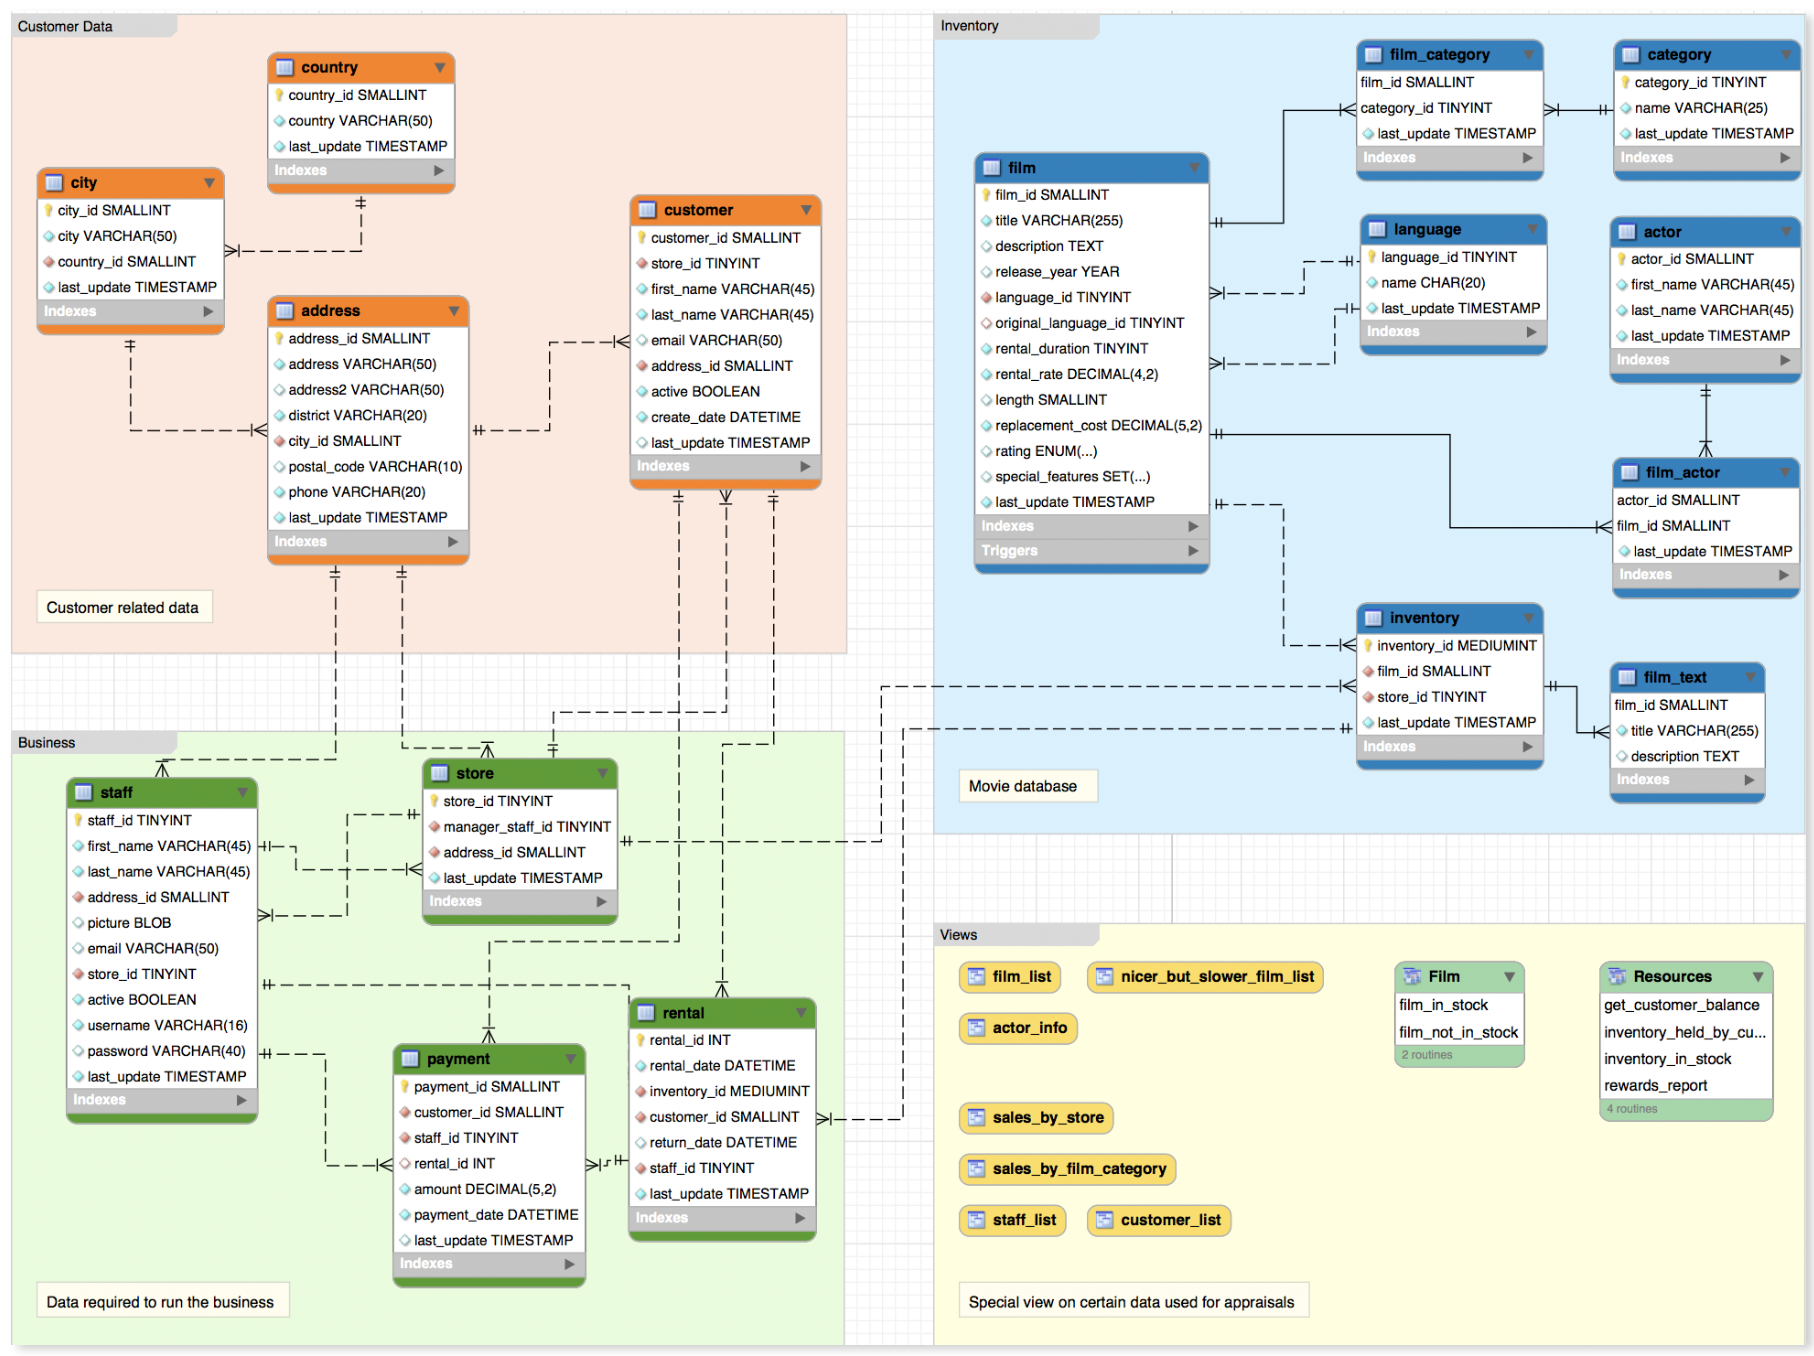 Customer Data
country
country_id SMALLINT
country VARCHAR(50)
last_update TIMESTAMP
Indexes
city
city_id SMALLINT
city VARCHAR(50)
country_id SMALLINT
last_update TIMESTAMP
Indexes
address
address_id SMALLINT
address VARCHAR(50)
address2 VARCHAR(50)
district VARCHAR(20)
city_id SMALLINT
postal_code VARCHAR(10)
phone VARCHAR(20)
last_update TIMESTAMP
Indexes
customer
customer_id SMALLINT
store_id TINYINT
first_name VARCHAR(45)
last_name VARCHAR(45)
email VARCHAR(50)
address_id SMALLINT
active BOOLEAN
create_date DATETIME
last_update TIMESTAMP
Indexes
Customer related data
Inventory
film
film_id SMALLINT
title VARCHAR(255)
description TEXT
release_year YEAR
language_id TINYINT
original_language_id TINYINT
rental_duration TINYINT
rental_rate DECIMAL(4,2)
length SMALLINT
replacement_cost DECIMAL(5,2)
rating ENUM(...)
special_features SET(...)
last_update TIMESTAMP
Indexes
Triggers
film_category
film_id SMALLINT
category_id TINYINT
last_update TIMESTAMP
Indexes
category
category_id TINYINT
name VARCHAR(25)
last_update TIMESTAMP
Indexes
language
language_id TINYINT
name CHAR(20)
last_update TIMESTAMP
Indexes
actor
actor_id SMALLINT
first_name VARCHAR(45)
last_name VARCHAR(45)
last_update TIMESTAMP
Indexes
film_actor
actor_id SMALLINT
film_id SMALLINT
last_update TIMESTAMP
Indexes
inventory
inventory_id MEDIUMINT
film_id SMALLINT
store_id TINYINT
last_update TIMESTAMP
Indexes
film_text
film_id SMALLINT
title VARCHAR(255)
description TEXT
Indexes
Movie database
Business
staff
staff_id TINYINT
first_name VARCHAR(45)
last_name VARCHAR(45)
address_id SMALLINT
picture BLOB
email VARCHAR(50)
store_id TINYINT
active BOOLEAN
username VARCHAR(16)
password VARCHAR(40)
last_update TIMESTAMP
Indexes
store
store_id TINYINT
manager_staff_id TINYINT
address_id SMALLINT
last_update TIMESTAMP
Indexes
payment
payment_id SMALLINT
customer_id SMALLINT
staff_id TINYINT
rental_id INT
amount DECIMAL(5,2)
payment_date DATETIME
last_update TIMESTAMP
Indexes
rental
rental_id INT
rental_date DATETIME
inventory_id MEDIUMINT
customer_id SMALLINT
return_date DATETIME
staff_id TINYINT
last_update TIMESTAMP
Indexes
Data required to run the business
Views
film_list
nicer_but_slower_film_list
actor_info
sales_by_store
sales_by_film_category
staff_list
customer_list
Film
film_in_stock
film_not_in_stock
2 routines
Resources
get_customer_balance
inventory_held_by_cu...
inventory_in_stock
rewards_report
4 routines
Special view on certain data used for appraisals